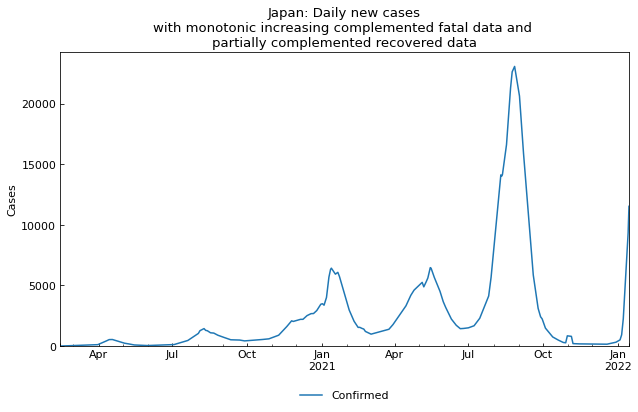 Japan: Daily new cases
with monotonic increasing complemented fatal data and
partially complemented recovered data
Cases
20000
15000
10000
5000
0
Apr
Jul
Oct
Jan
2021
Apr
Jul
Oct
Jan
2022
Confirmed